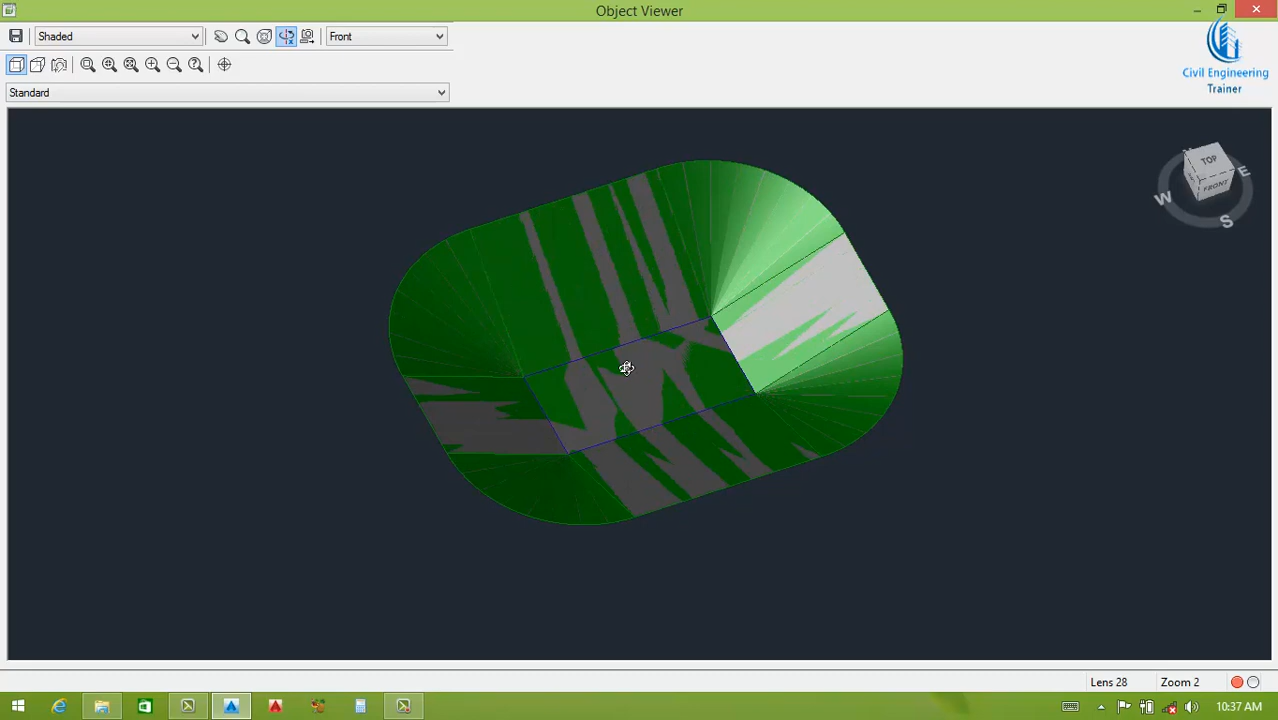 Object Viewer
Shaded
Front
Standard
Civil Engineering
Trainer
TOP
FRONT
W
E
S
Lens 28
Zoom 2
10:37 AM